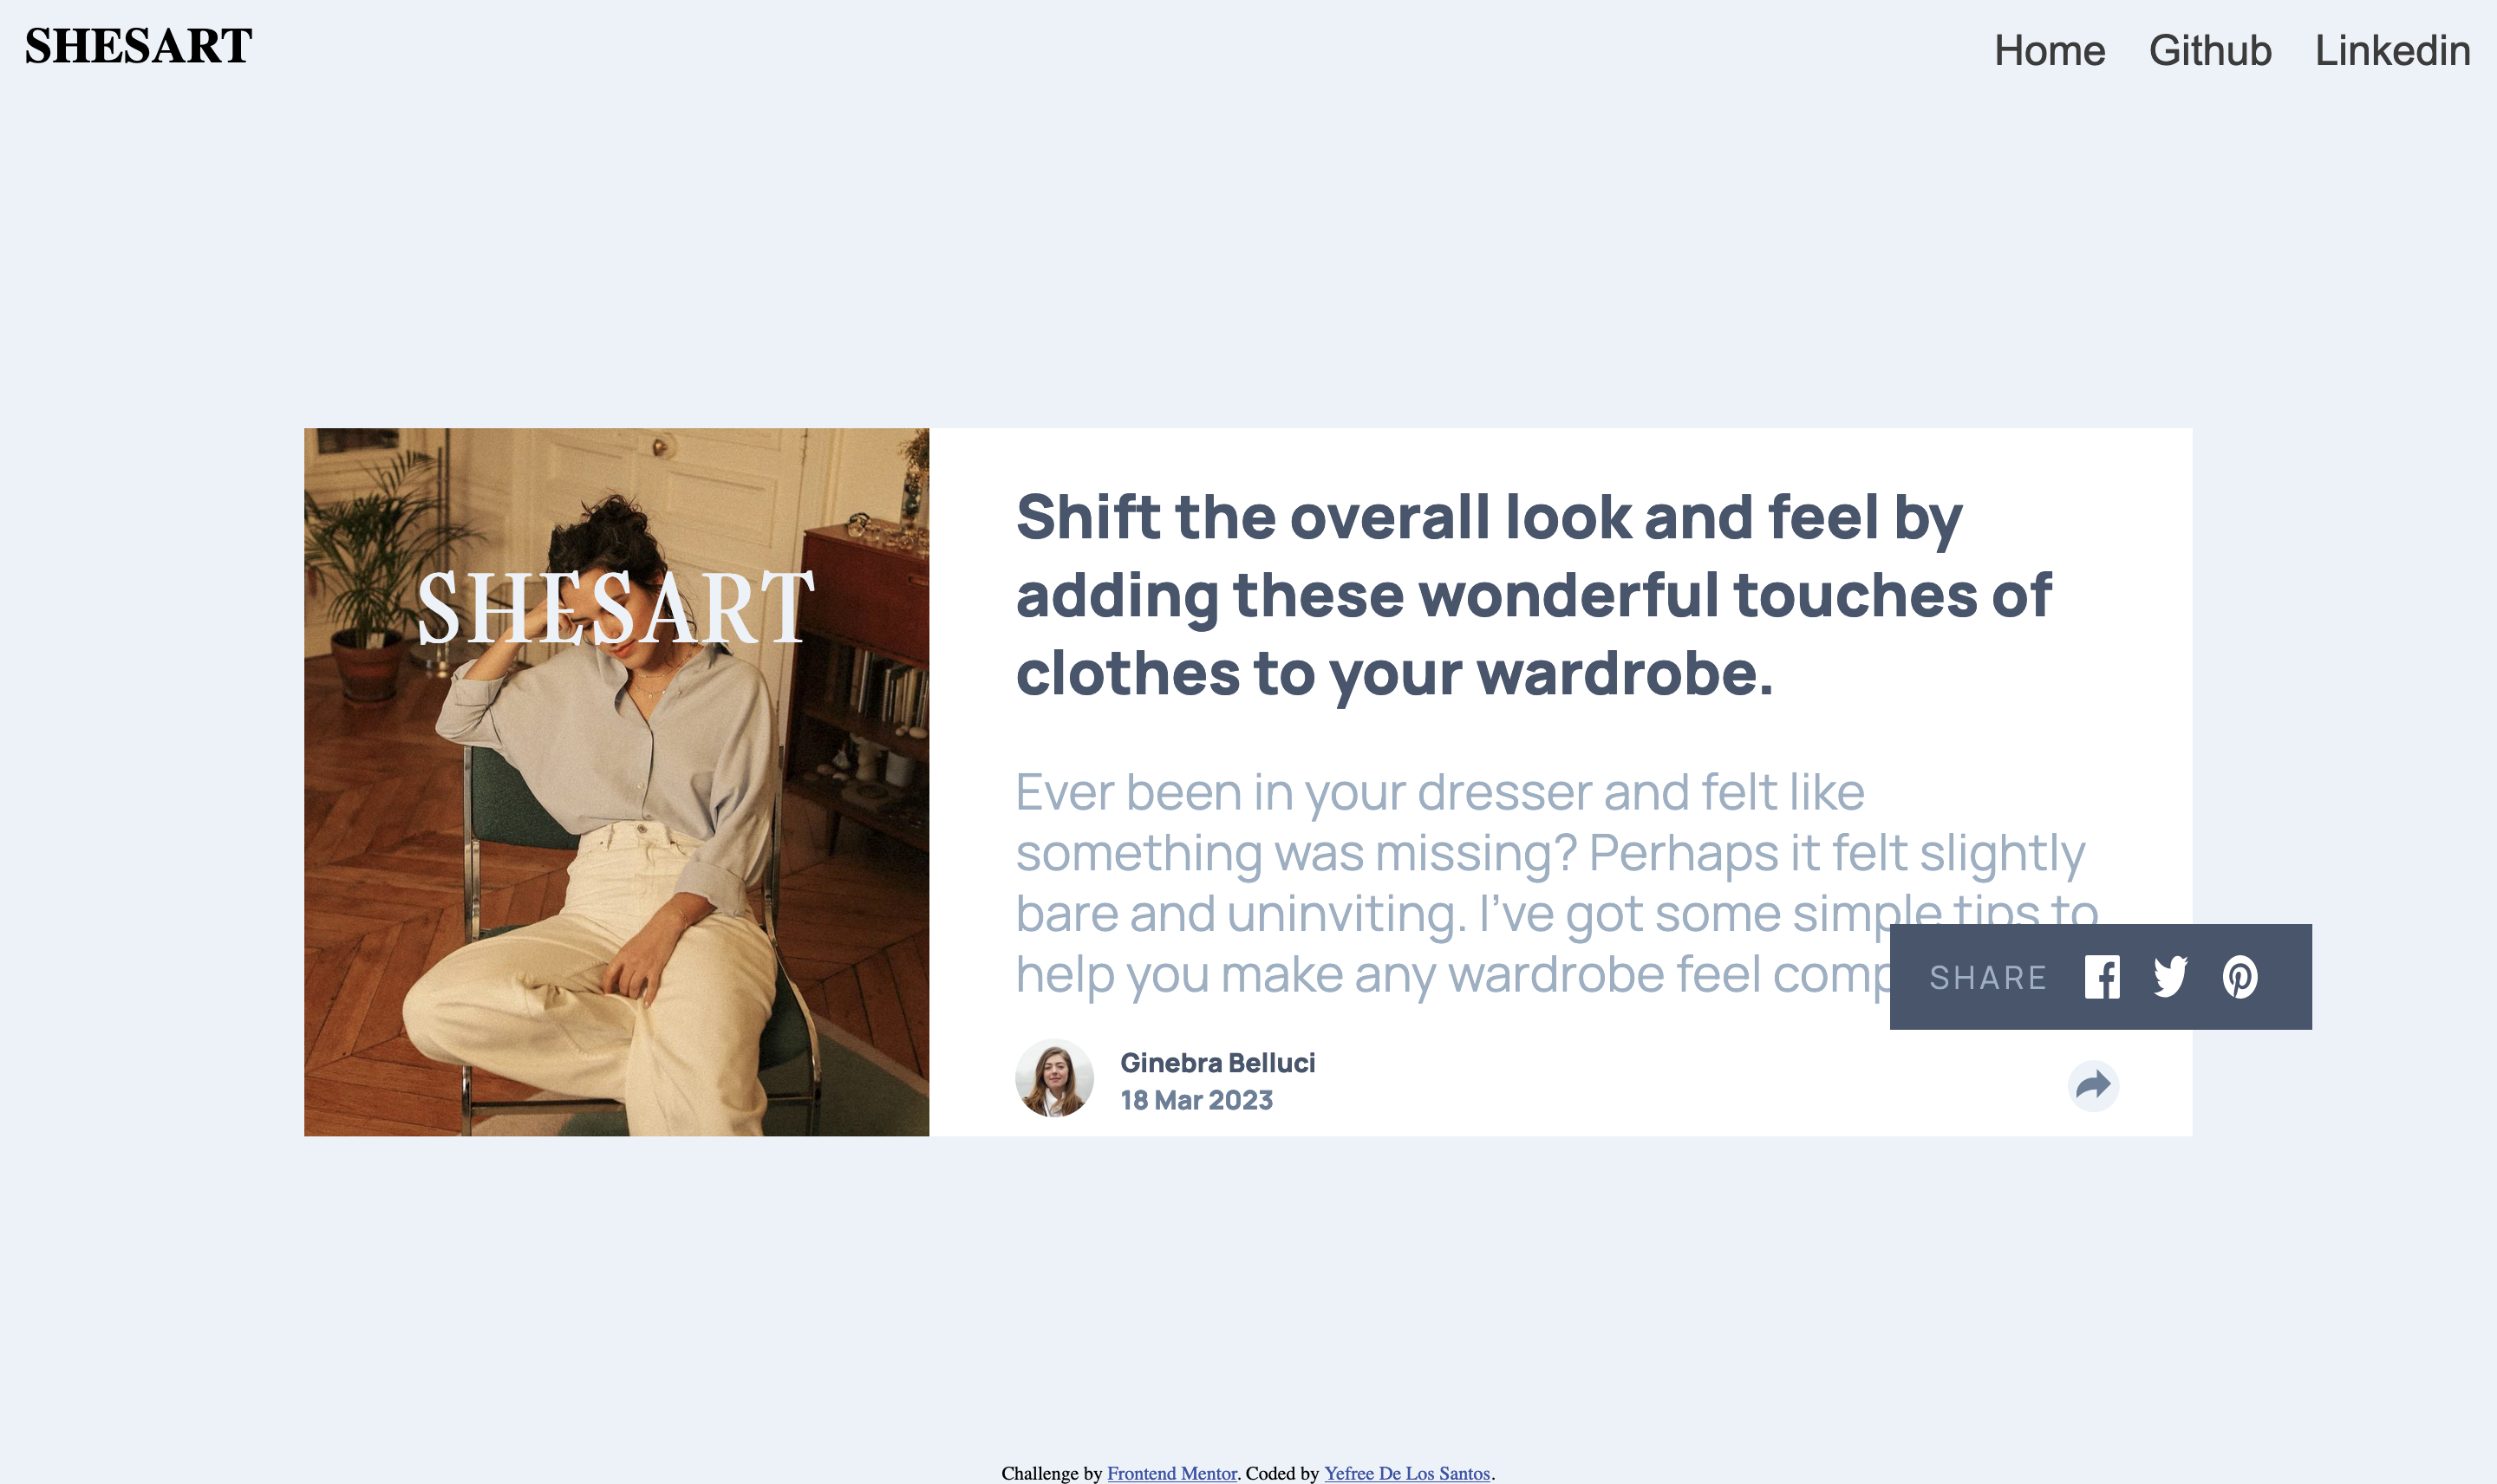 SHESART
Home Github Linkedin
SHESART
Shift the overall look and feel by
adding these wonderful touches of
clothes to your wardrobe.
Ever been in your dresser and felt like
something was missing? Perhaps it felt slightly
bare and uninviting. I’ve got some simple tips to
help you make any wardrobe feel
SHARE
Ginebra Belluci
18 Mar 2023
Challenge by Frontend Mentor. Coded by Yefree De Los Santos.